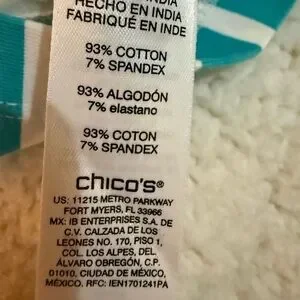 HECHO EN INDIA
FABRIQUÉ EN INDE
93% COTTON
7% SPANDEX
93% ALGODÓN
7% elastano
93% COTON
7% SPANDEX
chico's®
US: 11215 METRO PARKWAY
FORT MYERS, FL 33966
MX: IB ENTERPRISES S.A. DE
C.V. CALZADA DE LOS
LEONES NO. 170, PISO 1,
COL. LOS ALPES, DEL.
ÁLVARO OBREGÓN, C.P.
01010, CIUDAD DE MÉXICO,
MÉXICO. RFC: IEN1701241PA